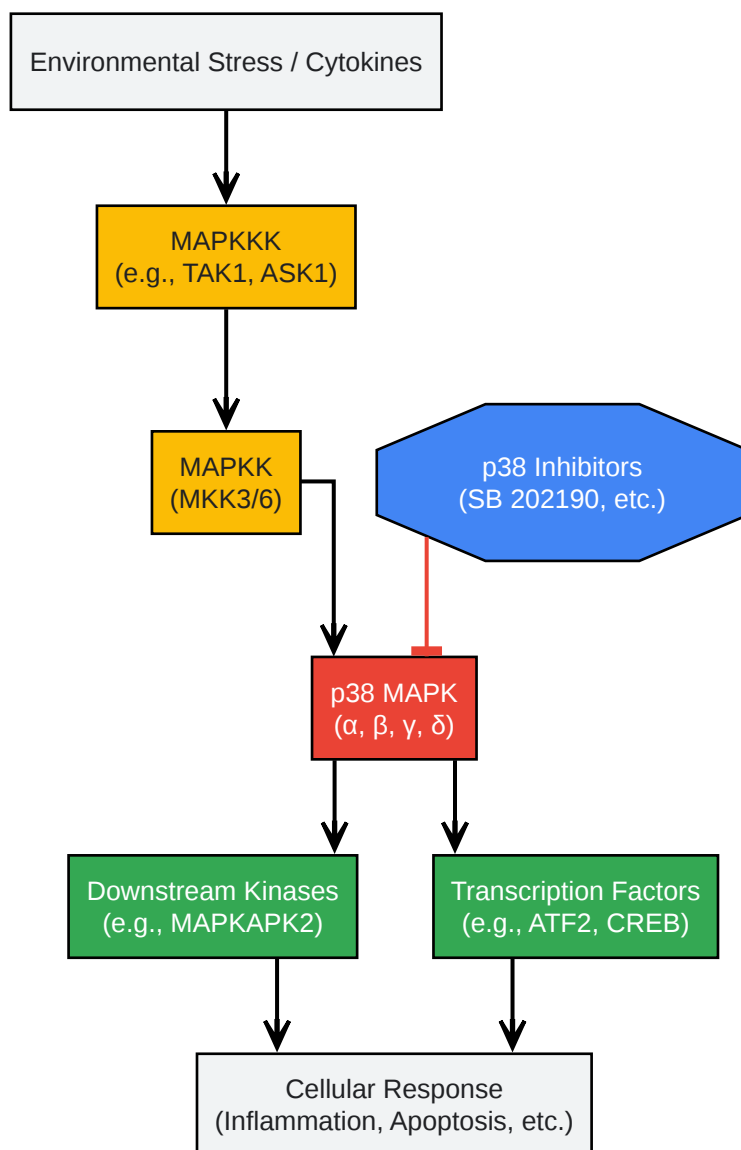 Environmental Stress / Cytokines
MAPKKK
(e.g., TAK1, ASK1)
MAPKK
(MKK3/6)
p38 Inhibitors
(SB 202190, etc.)
p38 MAPK
(α, β, γ, δ)
Downstream Kinases
(e.g., MAPKAPK2)
Transcription Factors
(e.g., ATF2, CREB)
Cellular Response
(Inflammation, Apoptosis, etc.)